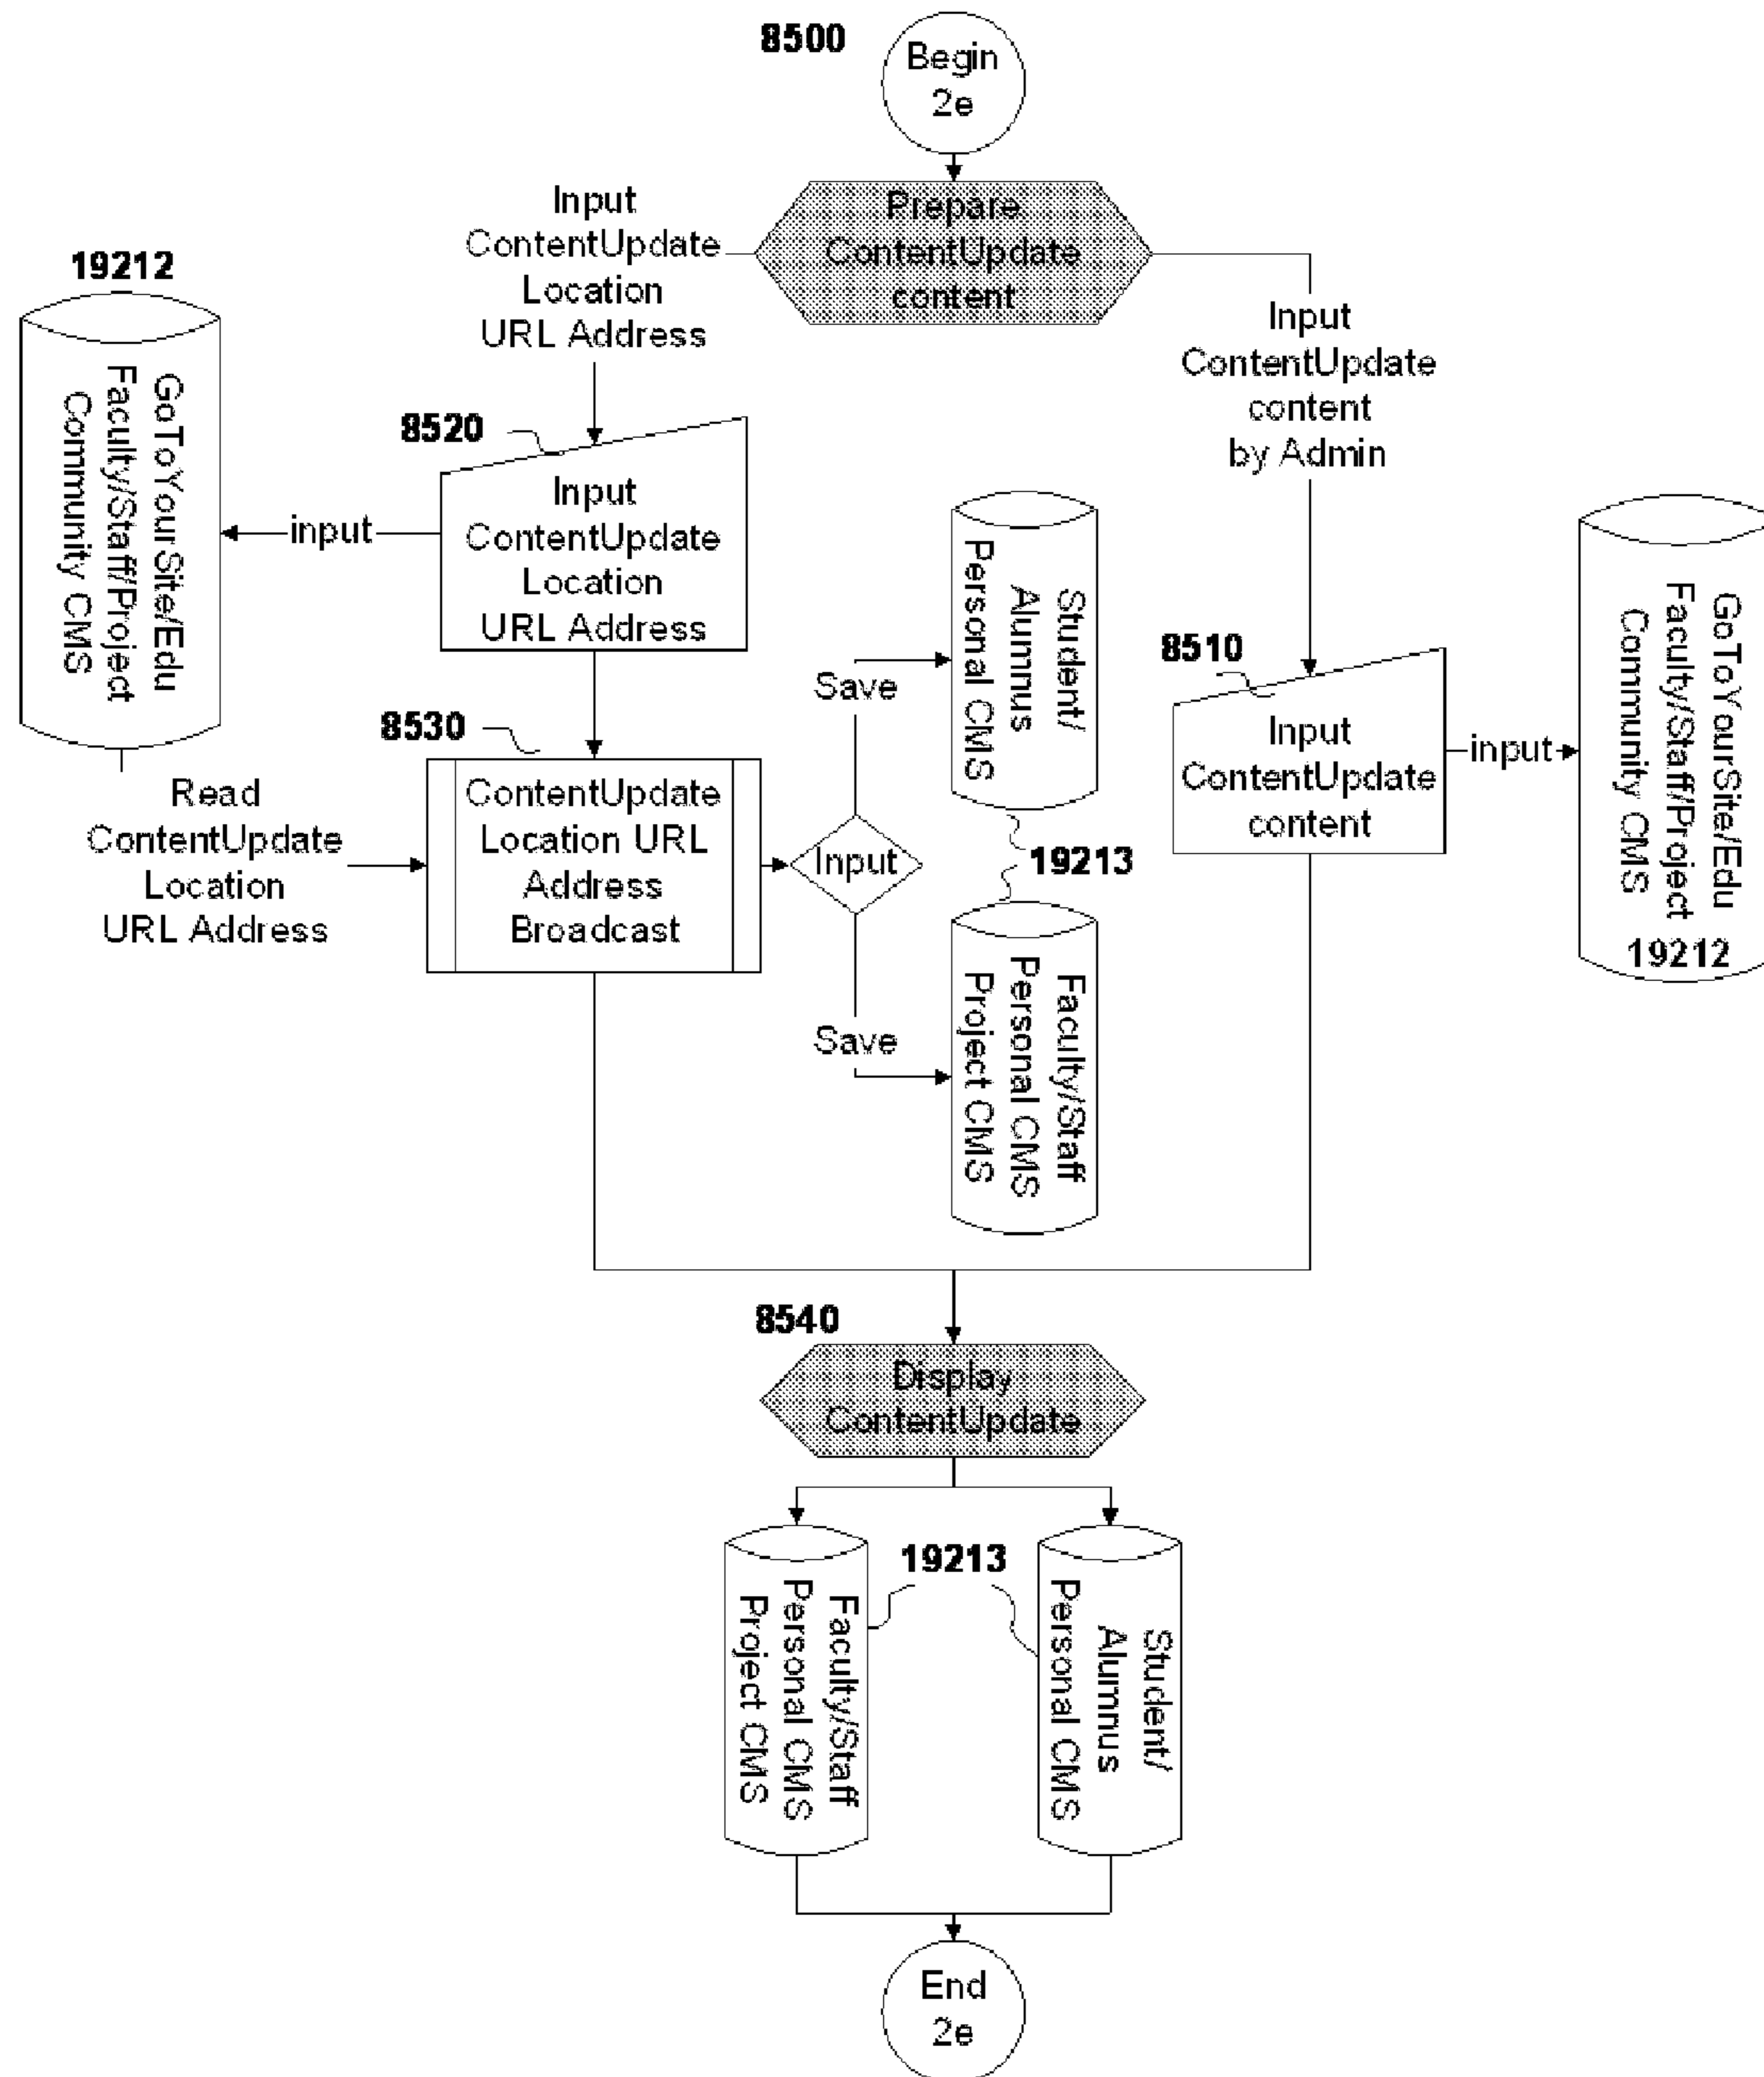 8500
Begin
2e
Prepare
ContentUpdate
content
Input
ContentUpdate
Location
URL Address
Input
ContentUpdate
content
by Admin
19212
GoToYourSite/Edu
Faculty/Staff/Project
Community CMS
8520
Input
ContentUpdate
Location
URL Address
input
8530
ContentUpdate
Location URL
Address
Broadcast
Read
ContentUpdate
Location
URL Address
Input
Save
Student/
Alumnus
Personal CMS
19213
Save
Faculty/Staff
Personal CMS
Project CMS
8510
Input
ContentUpdate
content
input
GoToYourSite/Edu
Faculty/Staff/Project
Community CMS
19212
8540
Display
ContentUpdate
Faculty/Staff
Personal CMS
Project CMS
19213
Student/
Alumnus
Personal CMS
End
2e